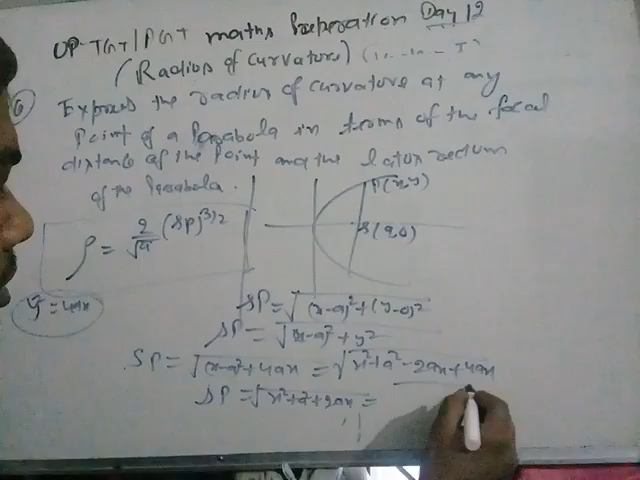 UP-TGT/PGT maths Preparation Day 12
(Radius of curvature)
6
Express the radius of curvature at any
Point of a Parabola in terms of the focal
distance of the Point and the latus rectum
of the Parabola.
P(x,y)
ρ = 2/√a (SP)^3/2
S(a,0)
y² = 4ax
SP = √(x-a)²+(y-0)²
SP = √(x-a)²+y²
SP = √(x-a)²+4ax = √x²+a²-2ax+4ax
SP = √x²+a²+2ax =